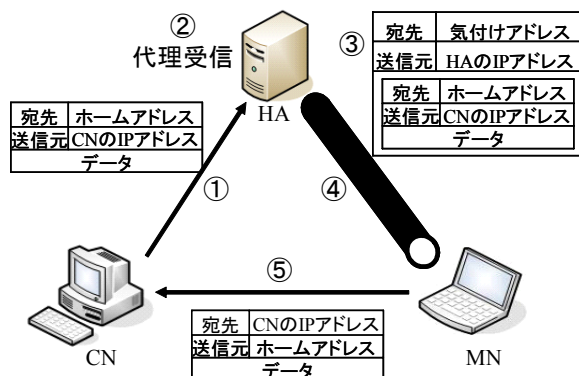 ②
代理受信
HA
③
宛先 気付けアドレス
送信元 HAのIPアドレス
宛先 ホームアドレス
送信元 CNのIPアドレス
データ
宛先 ホームアドレス
送信元 CNのIPアドレス
データ
①
④
⑤
CN
宛先 CNのIPアドレス
送信元 ホームアドレス
データ
MN